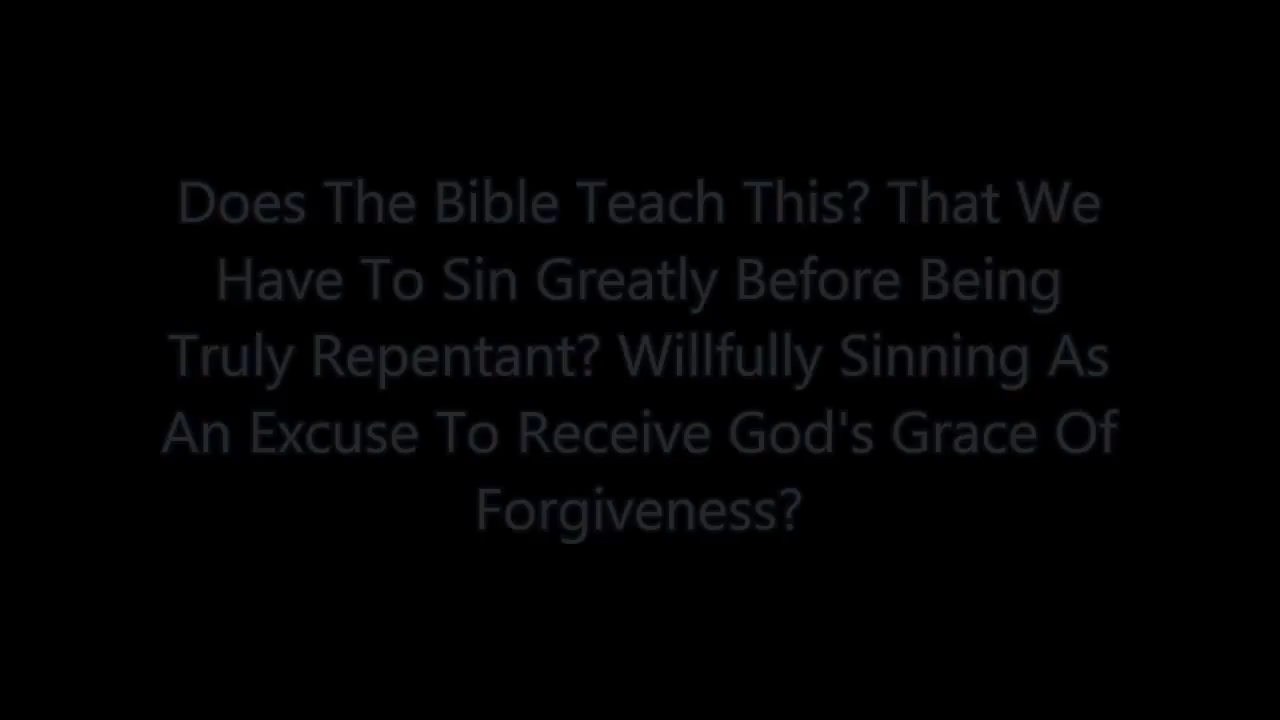 Does The Bible Teach This? That We
Have To Sin Greatly Before Being
Truly Repentant? Willfully Sinning As
An Excuse To Receive God's Grace Of
Forgiveness?